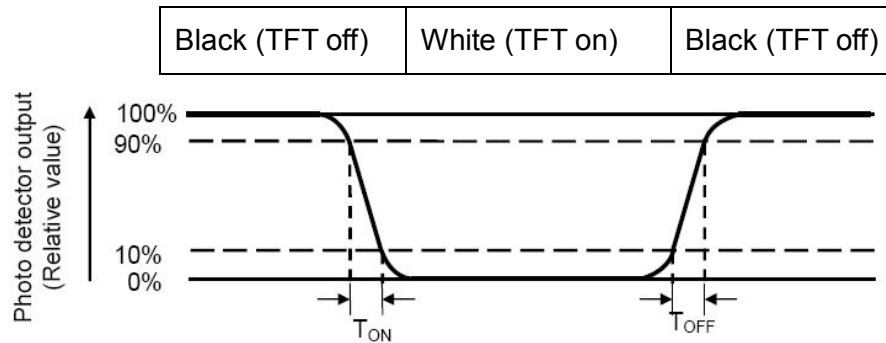 Black (TFT off) White (TFT on) Black (TFT off)
Photo detector output
(Relative value)
100%
90%
10%
0%
TON
TOFF